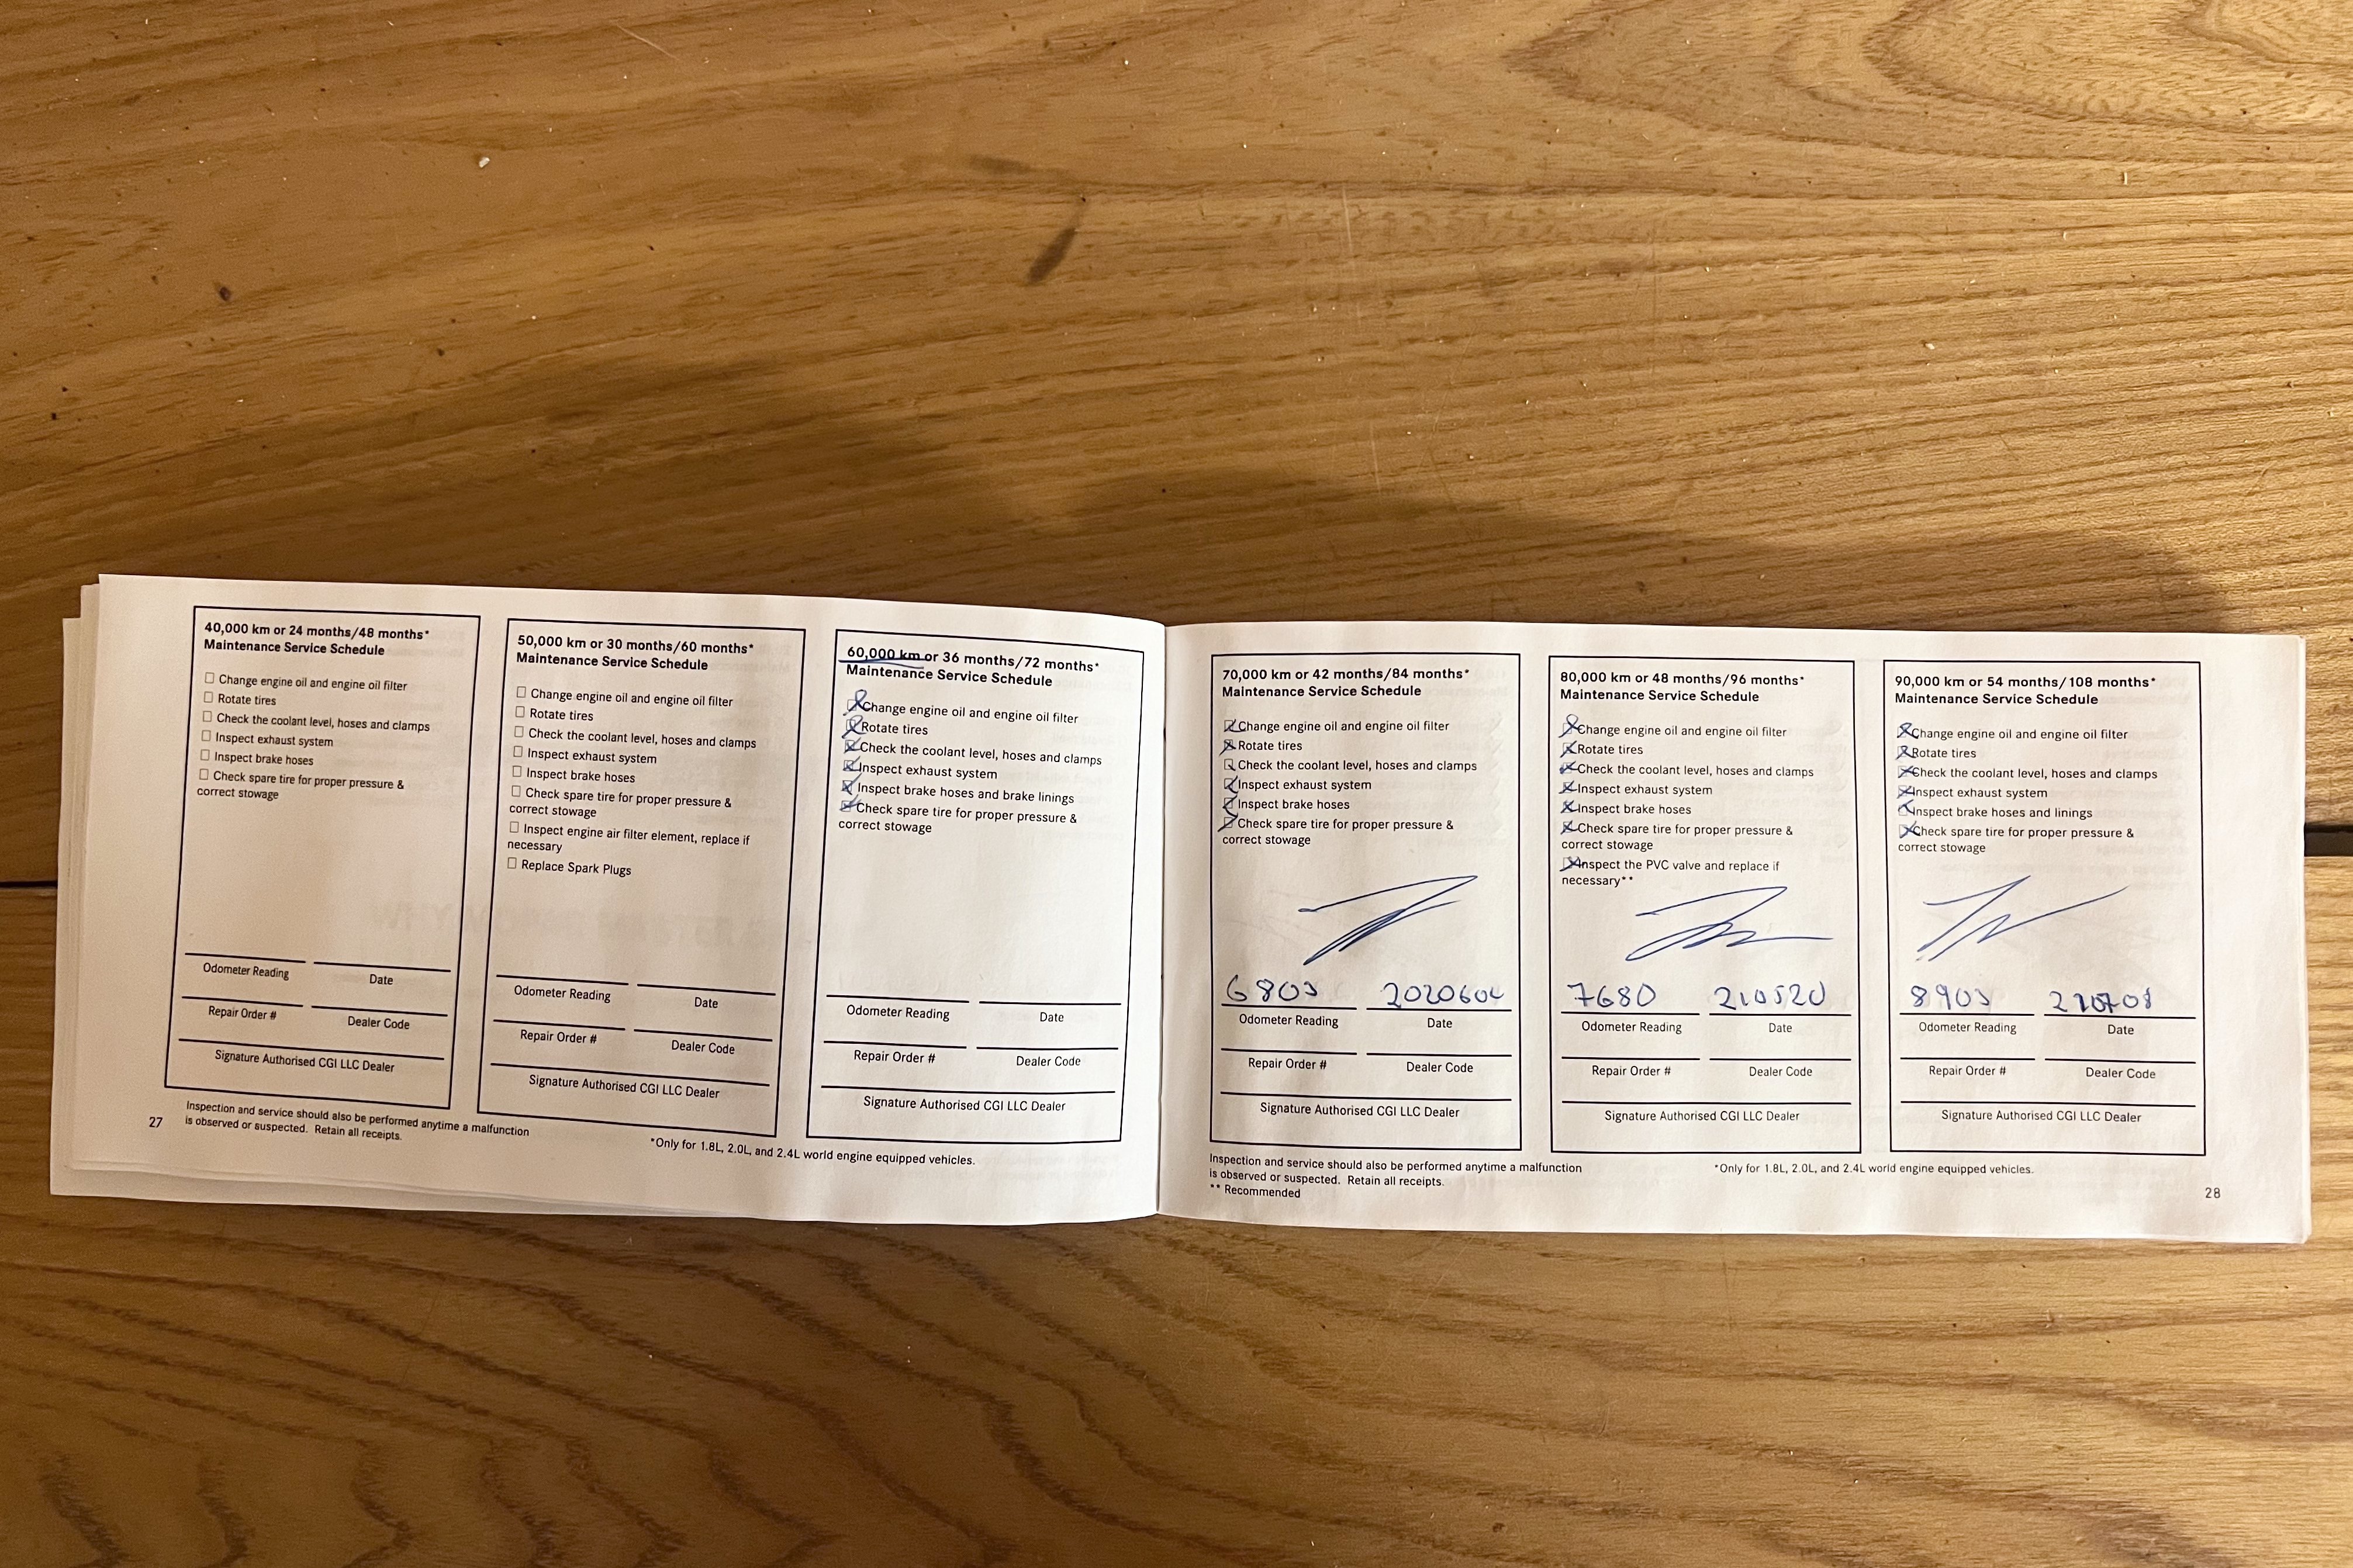 40,000 km or 24 months/48 months*
Maintenance Service Schedule
Change engine oil and engine oil filter
Rotate tires
Check the coolant level, hoses and clamps
Inspect exhaust system
Inspect brake hoses
Check spare tire for proper pressure &
correct stowage
Odometer Reading Date
Repair Order # Dealer Code
Signature Authorised CGI LLC Dealer
50,000 km or 30 months/60 months*
Maintenance Service Schedule
Change engine oil and engine oil filter
Rotate tires
Check the coolant level, hoses and clamps
Inspect exhaust system
Inspect brake hoses
Check spare tire for proper pressure &
correct stowage
Inspect engine air filter element, replace if
necessary
Replace Spark Plugs
Odometer Reading Date
Repair Order # Dealer Code
Signature Authorised CGI LLC Dealer
60,000 km or 36 months/72 months*
Maintenance Service Schedule
Change engine oil and engine oil filter
Rotate tires
Check the coolant level, hoses and clamps
Inspect exhaust system
Inspect brake hoses and brake linings
Check spare tire for proper pressure &
correct stowage
Odometer Reading Date
Repair Order # Dealer Code
Signature Authorised CGI LLC Dealer
27
Inspection and service should also be performed anytime a malfunction
is observed or suspected. Retain all receipts.
*Only for 1.8L, 2.0L, and 2.4L world engine equipped vehicles.
70,000 km or 42 months/84 months*
Maintenance Service Schedule
Change engine oil and engine oil filter
Rotate tires
Check the coolant level, hoses and clamps
Inspect exhaust system
Inspect brake hoses
Check spare tire for proper pressure &
correct stowage
Odometer Reading Date
Repair Order # Dealer Code
Signature Authorised CGI LLC Dealer
80,000 km or 48 months/96 months*
Maintenance Service Schedule
Change engine oil and engine oil filter
Rotate tires
Check the coolant level, hoses and clamps
Inspect exhaust system
Inspect brake hoses
Check spare tire for proper pressure &
correct stowage
Inspect the PVC valve and replace if
necessary**
7680 210520
Odometer Reading Date
Repair Order # Dealer Code
Signature Authorised CGI LLC Dealer
90,000 km or 54 months/108 months*
Maintenance Service Schedule
Change engine oil and engine oil filter
Rotate tires
Check the coolant level, hoses and clamps
Inspect exhaust system
Inspect brake hoses and linings
Check spare tire for proper pressure &
correct stowage
Odometer Reading Date
Repair Order # Dealer Code
Signature Authorised CGI LLC Dealer
Inspection and service should also be performed anytime a malfunction
is observed or suspected. Retain all receipts.
** Recommended
*Only for 1.8L, 2.0L, and 2.4L world engine equipped vehicles.
28